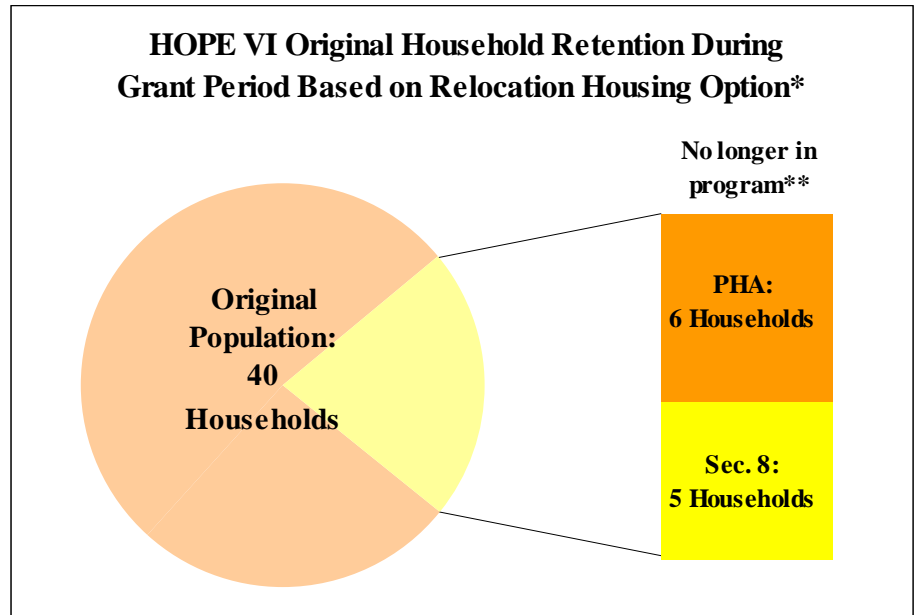 HOPE VI Original Household Retention During
Grant Period Based on Relocation Housing Option*
No longer in
program**
Original
Population:
40
Households
PHA:
6 Households
Sec. 8:
5 Households